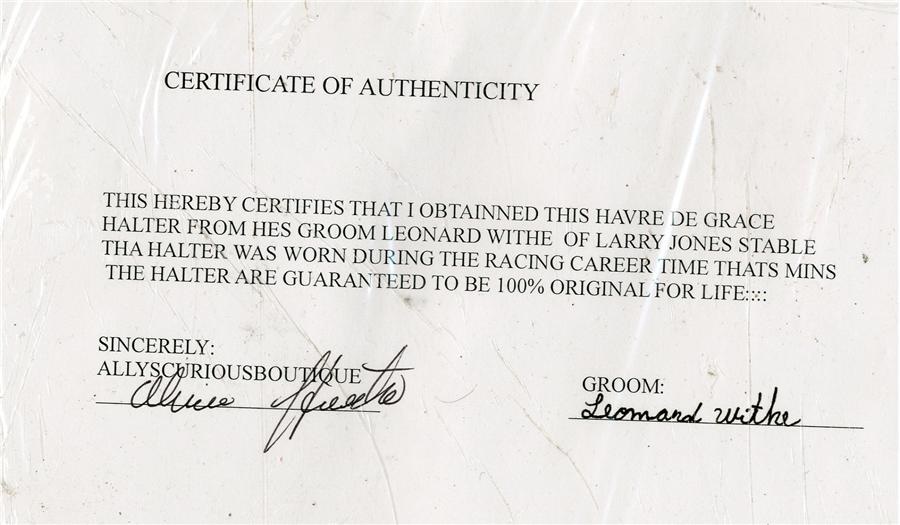 CERTIFICATE OF AUTHENTICITY
THIS HEREBY CERTIFIES THAT I OBTAINNED THIS HAVRE DE GRACE
HALTER FROM HES GROOM LEONARD WITHE OF LARRY JONES STABLE
THA HALTER WAS WORN DURING THE RACING CAREER TIME THATS MINS
THE HALTER ARE GUARANTEED TO BE 100% ORIGINAL FOR LIFE::::
SINCERELY:
ALLYSCURIOUSBOUTIQUE
GROOM:
Leonard withe